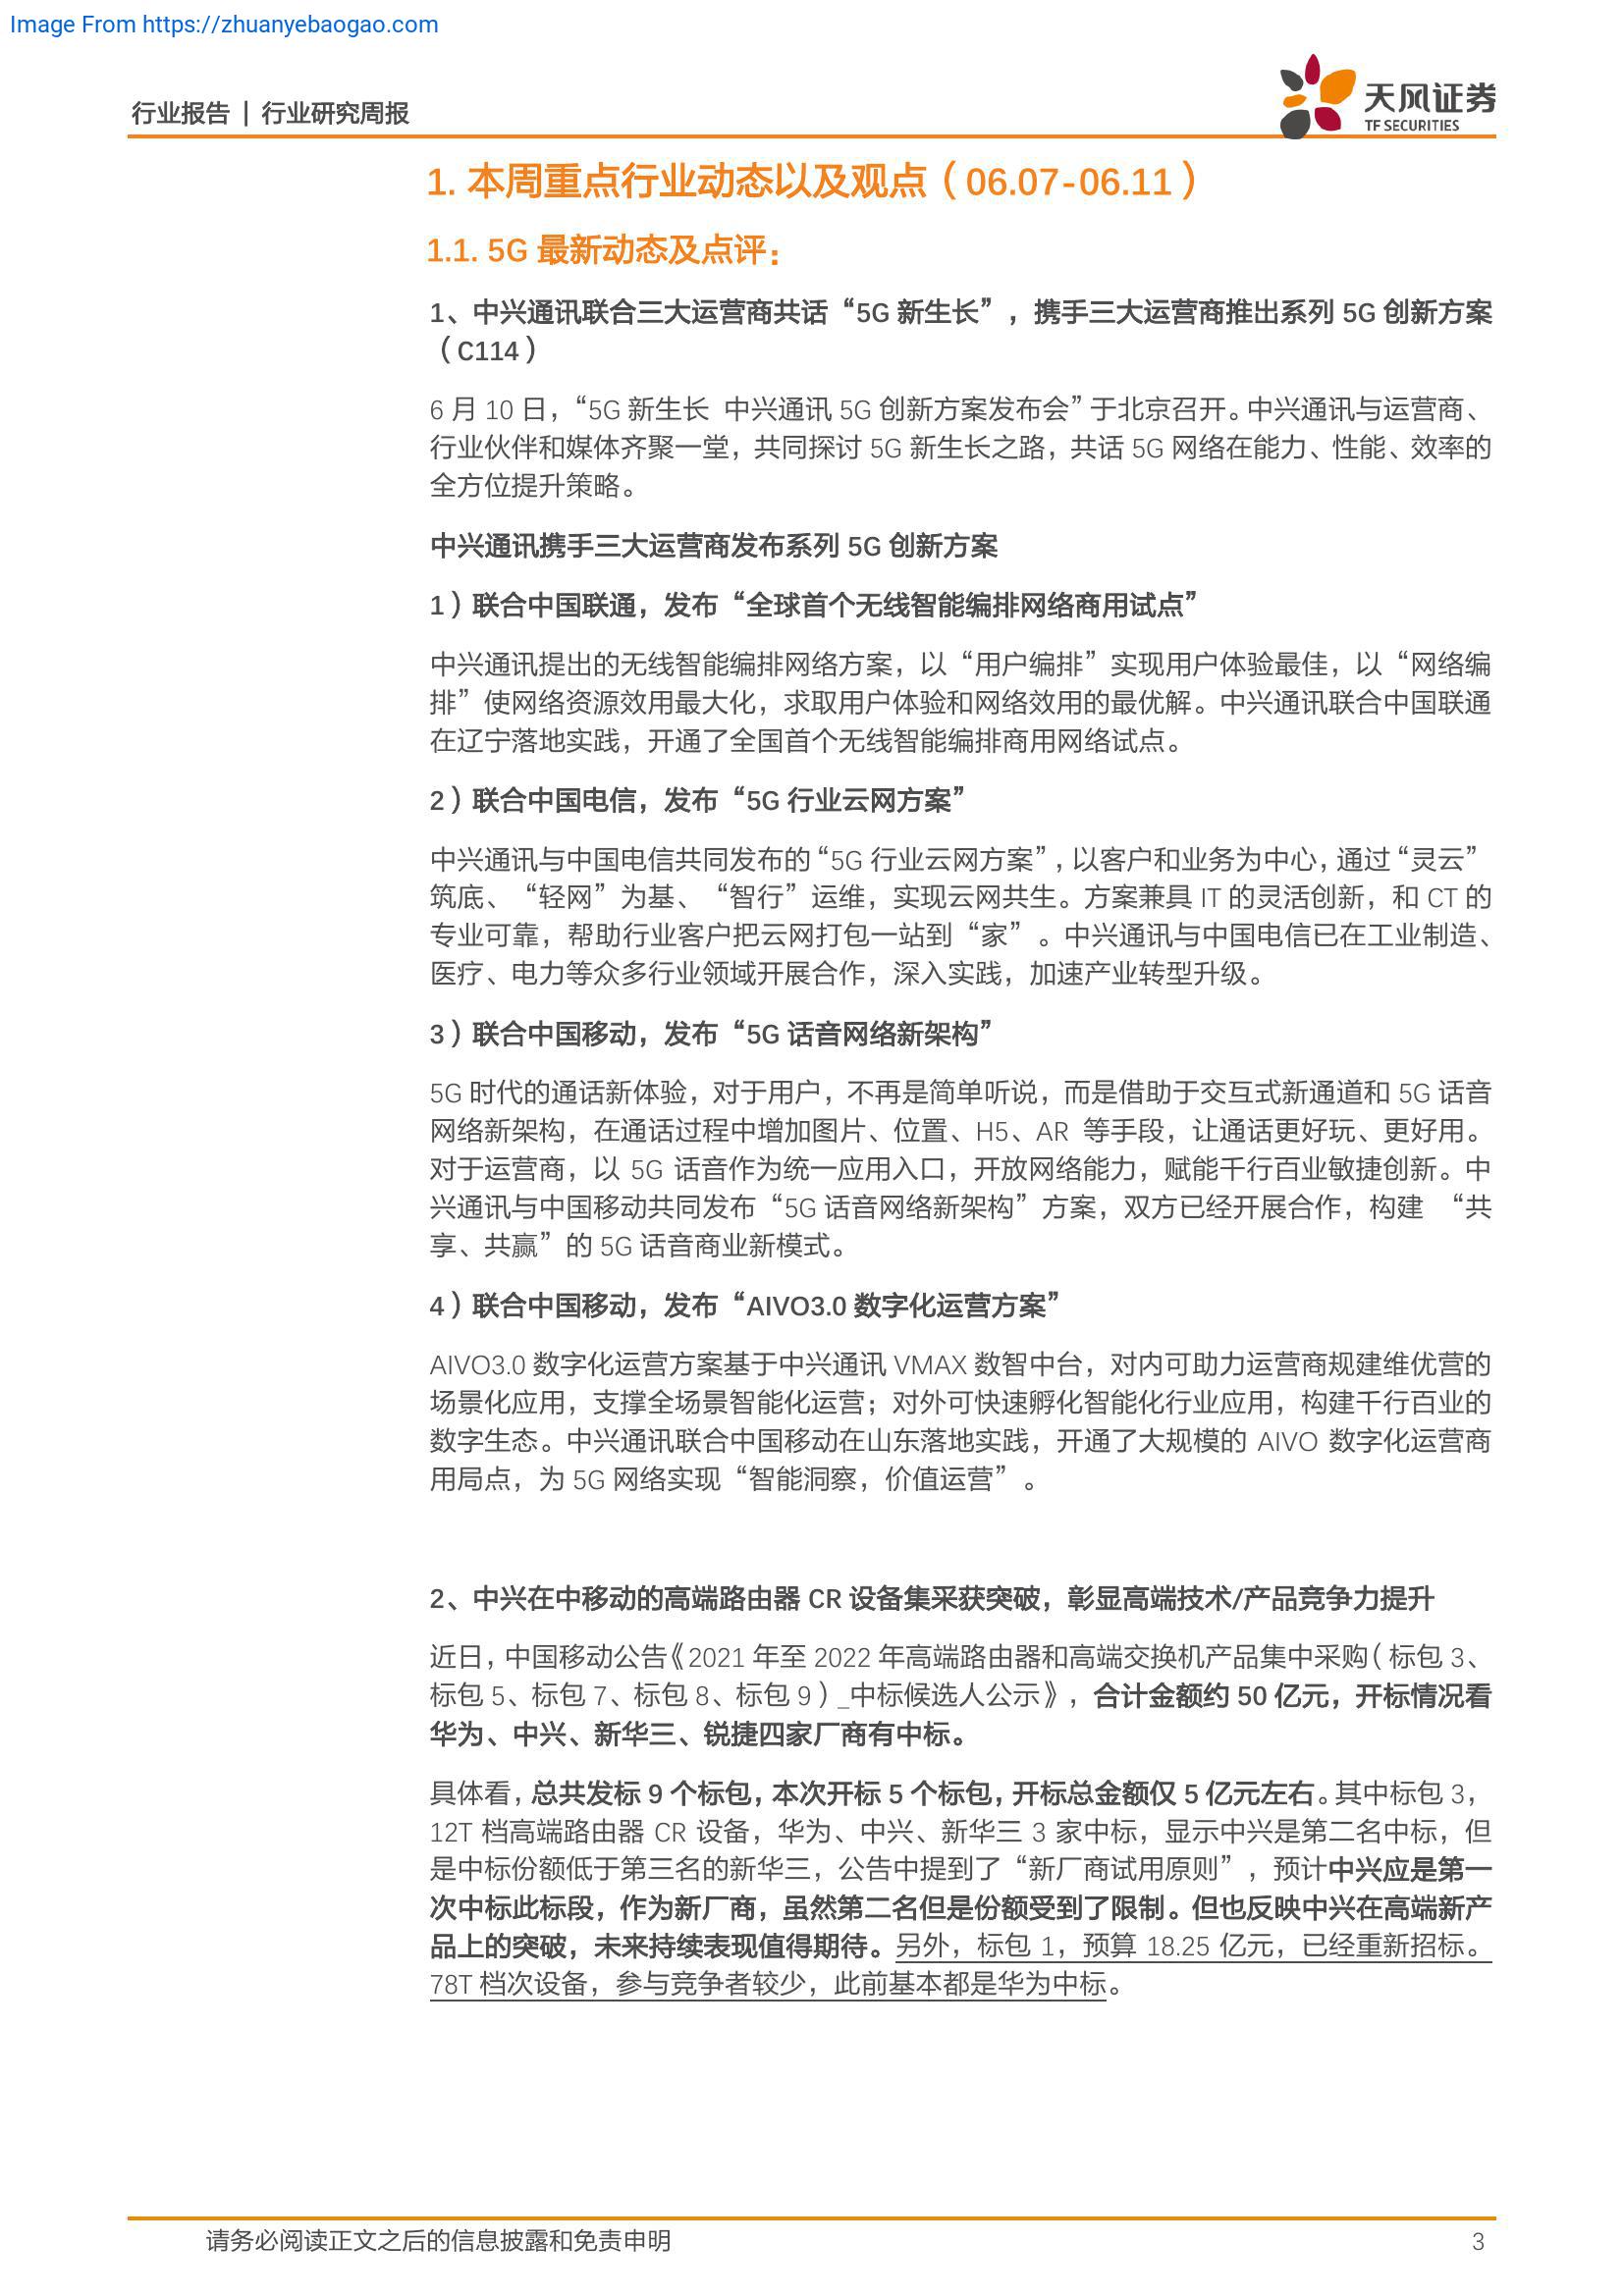 Image From https://zhuanyebaogao.com
行业报告 | 行业研究周报
天风证券
TF SECURITIES
1. 本周重点行业动态以及观点（06.07-06.11）
1.1. 5G 最新动态及点评：
1、中兴通讯联合三大运营商共话“5G 新生长”，携手三大运营商推出系列 5G 创新方案
（C114）
6 月 10 日，“5G 新生长 中兴通讯 5G 创新方案发布会”于北京召开。中兴通讯与运营商、
行业伙伴和媒体齐聚一堂，共同探讨 5G 新生长之路，共话 5G 网络在能力、性能、效率的
全方位提升策略。
中兴通讯携手三大运营商发布系列 5G 创新方案
1）联合中国联通，发布“全球首个无线智能编排网络商用试点”
中兴通讯提出的无线智能编排网络方案，以“用户编排”实现用户体验最佳，以“网络编
排”使网络资源效用最大化，求取用户体验和网络效用的最优解。中兴通讯联合中国联通
在辽宁落地实践，开通了全国首个无线智能编排商用网络试点。
2）联合中国电信，发布“5G 行业云网方案”
中兴通讯与中国电信共同发布的“5G 行业云网方案”，以客户和业务为中心，通过“灵云”
筑底、“轻网”为基、“智行”运维，实现云网共生。方案兼具 IT 的灵活创新，和 CT 的
专业可靠，帮助行业客户把云网打包一站到“家”。中兴通讯与中国电信已在工业制造、
医疗、电力等众多行业领域开展合作，深入实践，加速产业转型升级。
3）联合中国移动，发布“5G 话音网络新架构”
5G 时代的通话新体验，对于用户，不再是简单听说，而是借助于交互式新通道和 5G 话音
网络新架构，在通话过程中增加图片、位置、H5、AR 等手段，让通话更好玩、更好用。
对于运营商，以 5G 话音作为统一应用入口，开放网络能力，赋能千行百业敏捷创新。中
兴通讯与中国移动共同发布“5G 话音网络新架构”方案，双方已经开展合作，构建 “共
享、共赢”的 5G 话音商业新模式。
4）联合中国移动，发布“AIVO3.0 数字化运营方案”
AIVO3.0 数字化运营方案基于中兴通讯 VMAX 数智中台，对内可助力运营商规建维优营的
场景化应用，支撑全场景智能化运营；对外可快速孵化智能化行业应用，构建千行百业的
数字生态。中兴通讯联合中国移动在山东落地实践，开通了大规模的 AIVO 数字化运营商
用局点，为 5G 网络实现“智能洞察，价值运营”。
2、中兴在中移动的高端路由器 CR 设备集采获突破，彰显高端技术/产品竞争力提升
近日，中国移动公告《2021 年至 2022 年高端路由器和高端交换机产品集中采购（标包 3、
标包 5、标包 7、标包 8、标包 9）_中标候选人公示》，合计金额约 50 亿元，开标情况看
华为、中兴、新华三、锐捷四家厂商有中标。
具体看，总共发标 9 个标包，本次开标 5 个标包，开标总金额仅 5 亿元左右。其中标包 3，
12T 档高端路由器 CR 设备，华为、中兴、新华三 3 家中标，显示中兴是第二名中标，但
是中标份额低于第三名的新华三，公告中提到了“新厂商试用原则”，预计中兴应是第一
次中标此标段，作为新厂商，虽然第二名但是份额受到了限制。但也反映中兴在高端新产
品上的突破，未来持续表现值得期待。另外，标包 1，预算 18.25 亿元，已经重新招标。
78T 档次设备，参与竞争者较少，此前基本都是华为中标。
请务必阅读正文之后的信息披露和免责申明
3